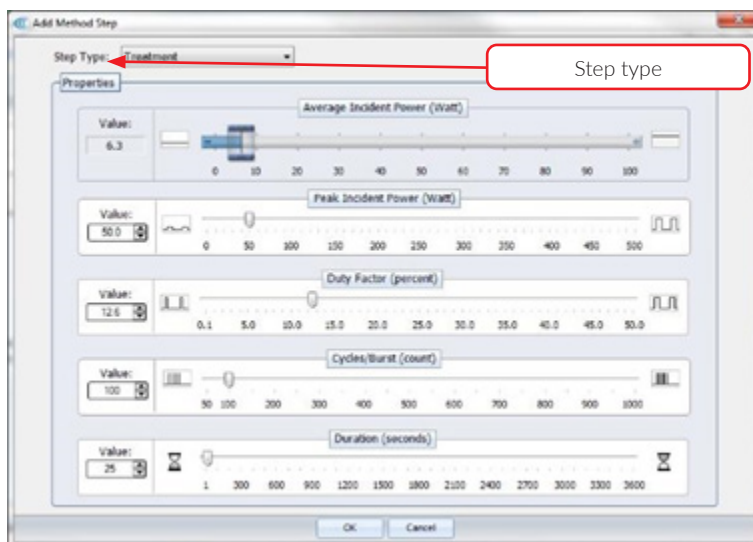 Add Method Step
Step Type: Treatment
Step type
Properties
Average Incident Power (Watt)
Value:
6.3
0 10 20 30 40 50 60 70 80 90 100
Peak Incident Power (Watt)
Value:
50.0
0 50 100 150 200 250 300 350 400 450 500
Duty Factor (percent)
Value:
12.6
0.1 5.0 10.0 15.0 20.0 25.0 30.0 35.0 40.0 45.0 50.0
Cycles/Burst (count)
Value:
100
50 100 200 300 400 500 600 700 800 900 1000
Duration (seconds)
Value:
25
1 300 600 900 1200 1500 1800 2100 2400 2700 3000 3300 3600
OK Cancel